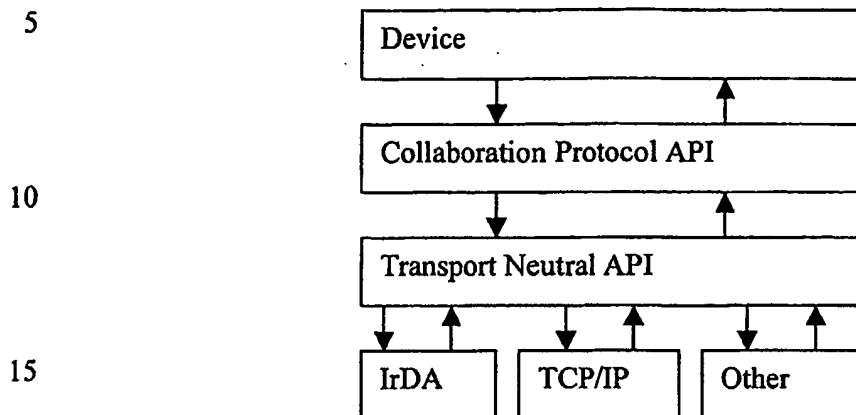 5
Device
Collaboration Protocol API
10
Transport Neutral API
15
IrDA TCP/IP Other